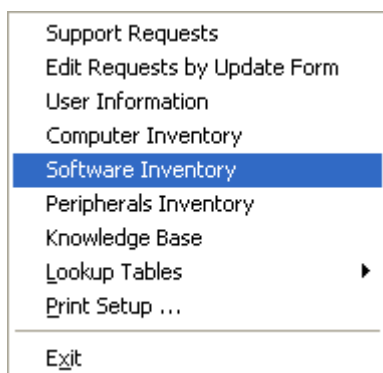 Support Requests
Edit Requests by Update Form
User Information
Computer Inventory
Software Inventory
Peripherals Inventory
Knowledge Base
Lookup Tables
Print Setup ...
Exit